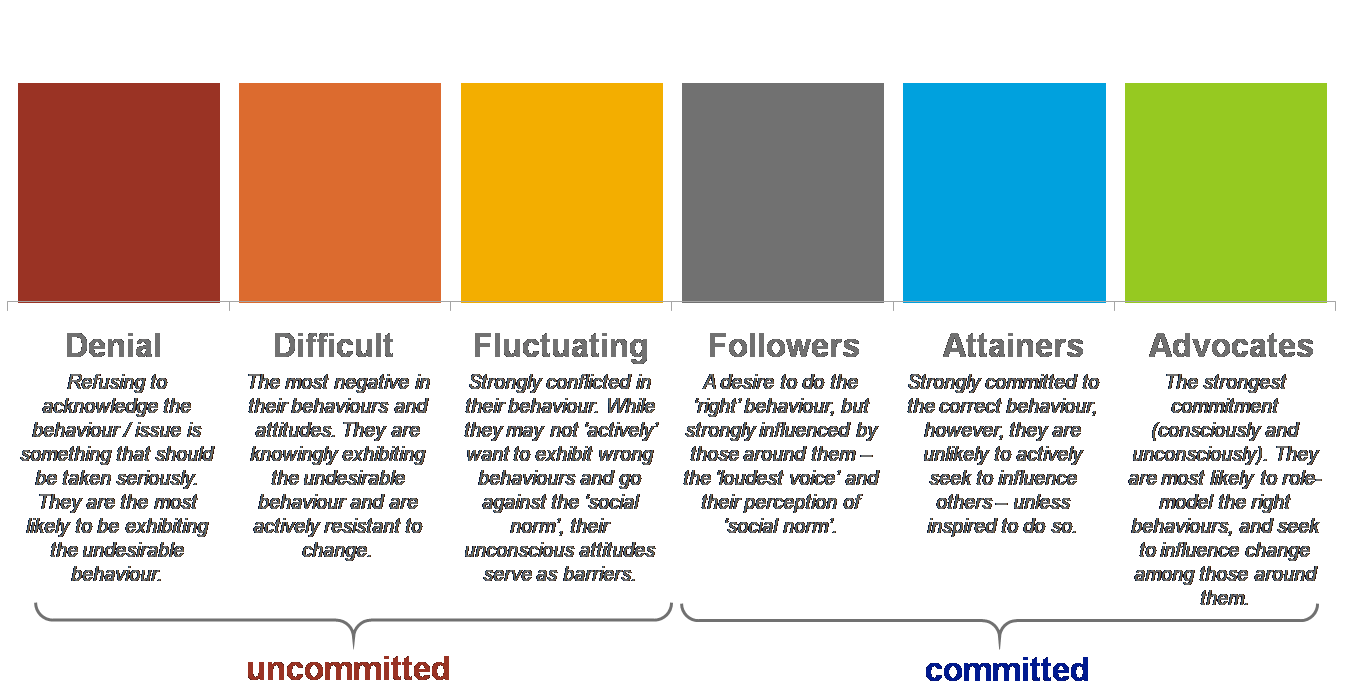 Denial
Refusing to
acknowledge the
behaviour / issue is
something that should
be taken seriously.
They are the most
likely to be exhibiting
the undesirable
behaviour.
Difficult
The most negative in
their behaviours and
attitudes. They are
knowingly exhibiting
the undesirable
behaviour and are
actively resistant to
change.
Fluctuating
Strongly conflicted in
their behaviour. While
they may not ‘actively’
want to exhibit wrong
behaviours and go
against the ‘social
norm’, their
unconscious attitudes
serve as barriers.
Followers
A desire to do the
‘right’ behaviour, but
strongly influenced by
those around them –
the ‘loudest voice’ and
their perception of
‘social norm’.
Attainers
Strongly committed to
the correct behaviour,
however, they are
unlikely to actively
seek to influence
others – unless
inspired to do so.
Advocates
The strongest
commitment
(consciously and
unconsciously). They
are most likely to role-
model the right
behaviours, and seek
to influence change
among those around
them.
uncommitted
committed